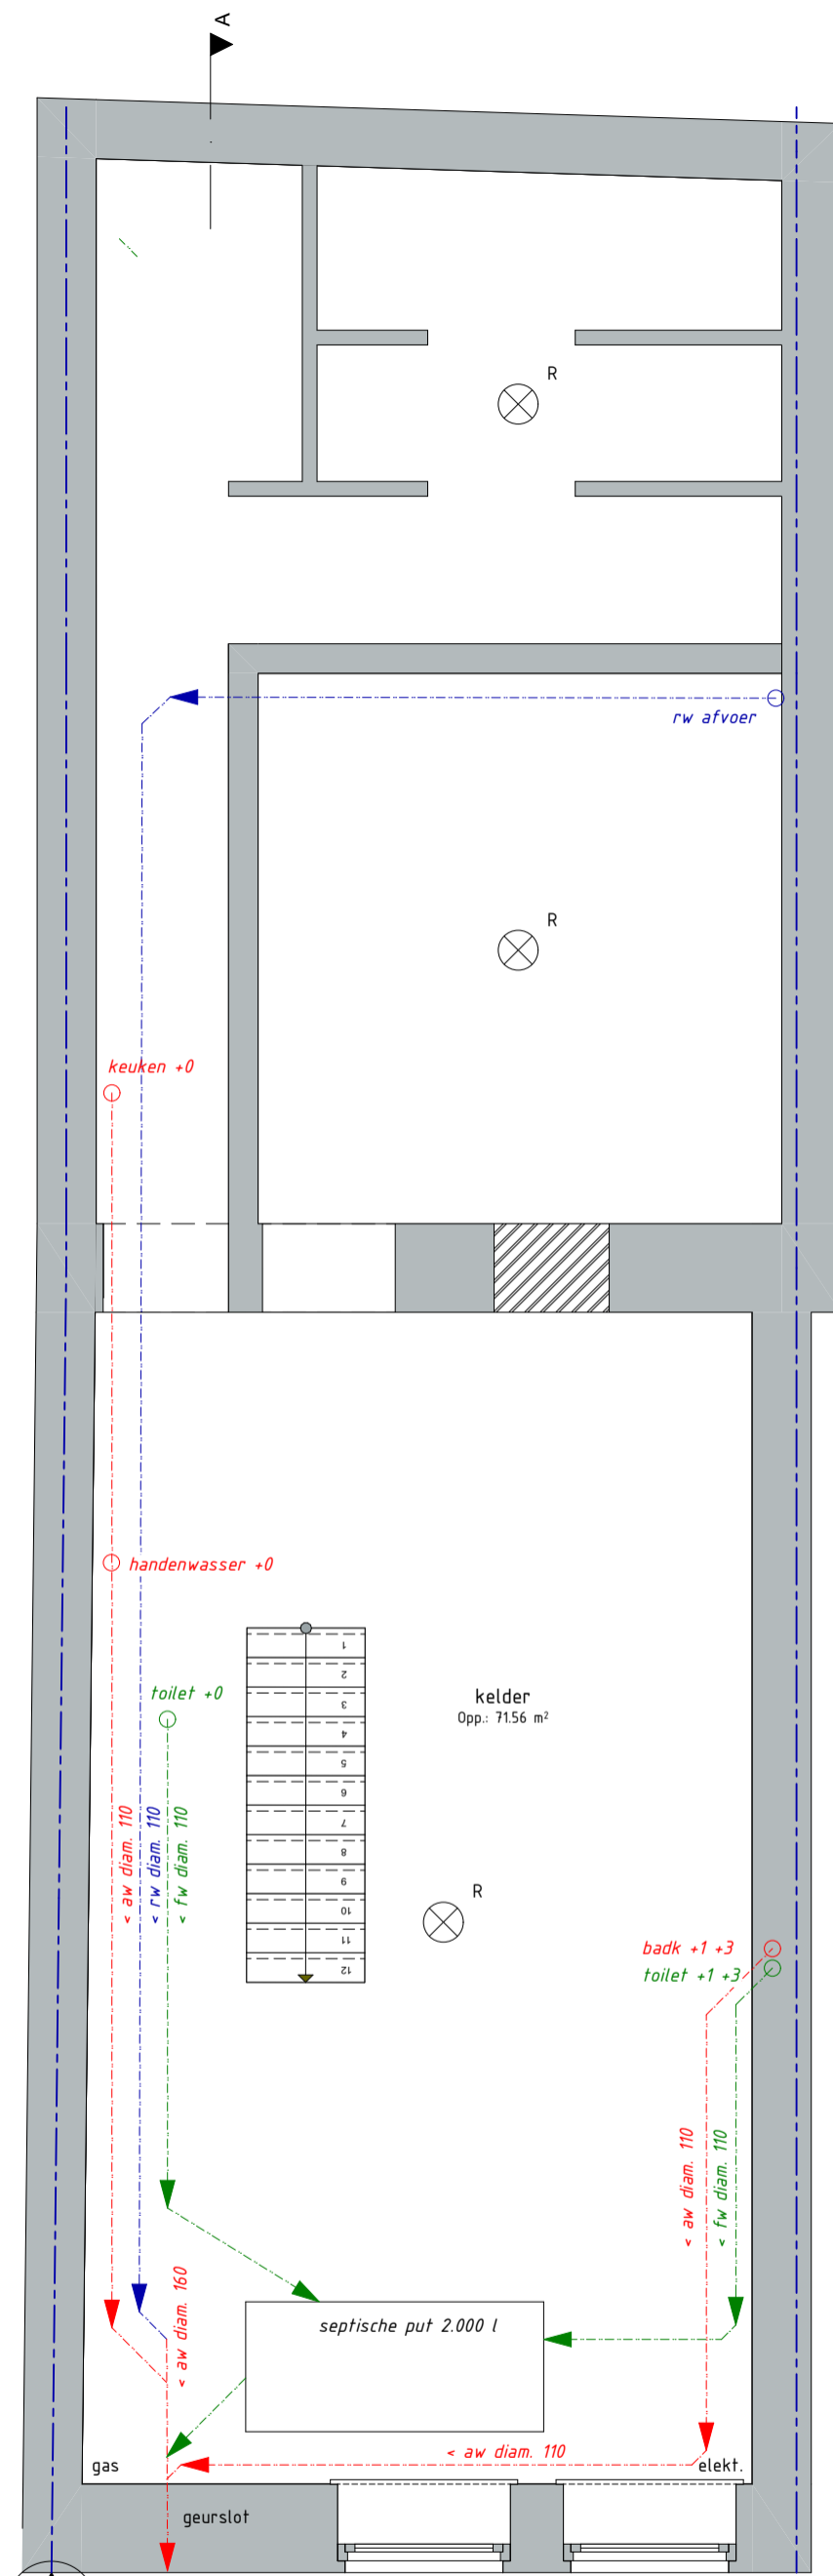 A
R
rw afvoer
R
keuken +0
handenwasser +0
toilet +0
kelder
Opp.: 71.56 m²
1
2
3
4
5
6
7
8
9
10
11
12
< aw diam. 110
< rw diam. 110
< fw diam. 110
R
badk +1 +3
toilet +1 +3
< aw diam. 110
< fw diam. 110
< aw diam. 160
septische put 2.000 l
< aw diam. 110
gas
elekt.
geurslot